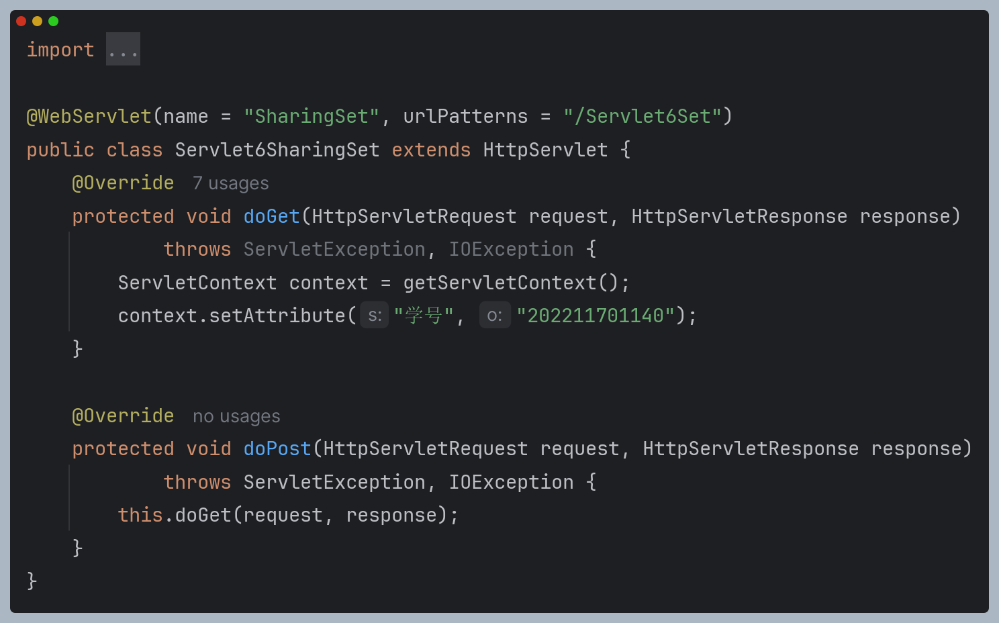 import ...
@WebServlet(name = "SharingSet", urlPatterns = "/Servlet6Set")
public class Servlet6SharingSet extends HttpServlet {
@Override 7 usages
protected void doGet(HttpServletRequest request, HttpServletResponse response)
throws ServletException, IOException {
ServletContext context = getServletContext();
context.setAttribute( s: "学号", o: "202211701140");
}
@Override no usages
protected void doPost(HttpServletRequest request, HttpServletResponse response)
throws ServletException, IOException {
this.doGet(request, response);
}
}